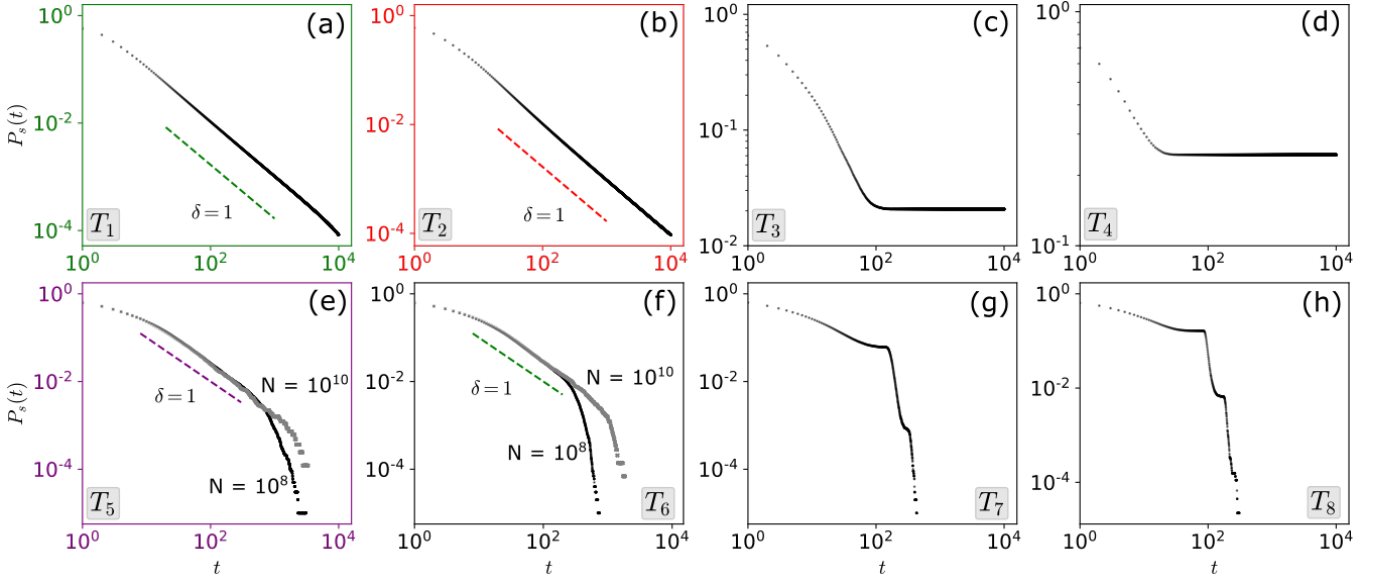 (a)
P_s(t)
10^0
10^-2
10^-4
δ = 1
T_1
10^0 10^2 10^4
(b)
10^0
10^-2
10^-4
δ = 1
T_2
10^0 10^2 10^4
(c)
10^0
10^-1
10^-2
T_3
10^0 10^2 10^4
(d)
10^0
10^-1
T_4
10^0 10^2 10^4
(e)
P_s(t)
10^0
10^-2
10^-4
δ = 1
N = 10^10
N = 10^8
T_5
10^0 10^2 10^4
t
(f)
10^0
10^-2
10^-4
δ = 1
N = 10^10
N = 10^8
T_6
10^0 10^2 10^4
t
(g)
10^0
10^-2
10^-4
T_7
10^0 10^2 10^4
t
(h)
10^0
10^-2
10^-4
T_8
10^0 10^2 10^4
t